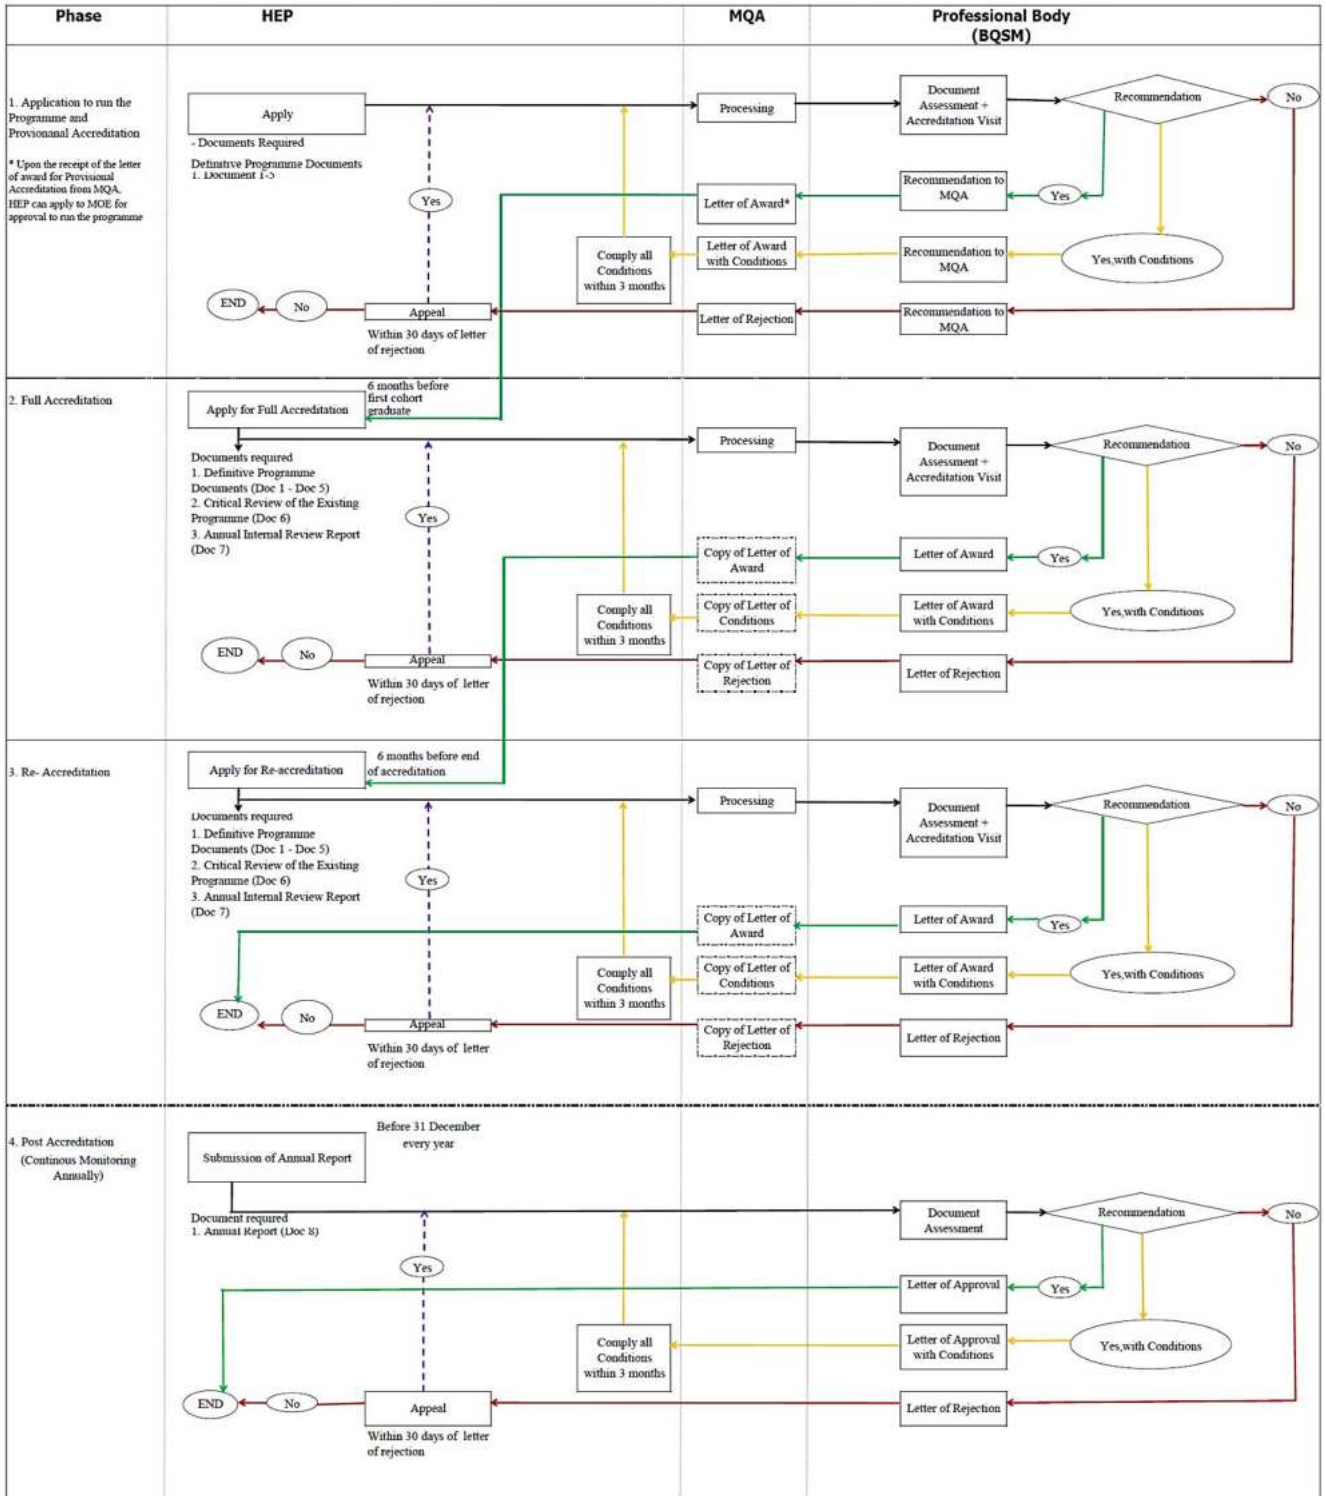 Phase
HEP
MQA
Professional Body
(BQSM)
1. Application to run the
Programme and
Provionanal Accreditation
* Upon the receipt of the letter
of award for Provisional
Accreditation from MQA,
HEP can apply to MOE for
approval to run the programme
Apply
- Documents Required
Definitive Programme Documents
1. Document 1-5
Yes
Processing
Document
Assessment +
Accreditation Visit
Recommendation
No
Letter of Award*
Recommendation to
MQA
Yes
Comply all
Conditions
within 3 months
Letter of Award
with Conditions
Recommendation to
MQA
Yes,with Conditions
END
No
Appeal
Within 30 days of letter
of rejection
Letter of Rejection
Recommendation to
MQA
2. Full Accreditation
Apply for Full Accreditation
6 months before
first cohort
graduate
Documents required
1. Definitive Programme
Documents (Doc 1 - Doc 5)
2. Critical Review of the Existing
Programme (Doc 6)
3. Annual Internal Review Report
(Doc 7)
Yes
Processing
Document
Assessment +
Accreditation Visit
Recommendation
No
Copy of Letter of
Award
Letter of Award
Yes
Comply all
Conditions
within 3 months
Copy of Letter of
Conditions
Letter of Award
with Conditions
Yes,with Conditions
END
No
Appeal
Within 30 days of letter
of rejection
Copy of Letter of
Rejection
Letter of Rejection
3. Re- Accreditation
Apply for Re-accreditation
6 months before end
of accreditation
Documents required
1. Definitive Programme
Documents (Doc 1 - Doc 5)
2. Critical Review of the Existing
Programme (Doc 6)
3. Annual Internal Review Report
(Doc 7)
Yes
Processing
Document
Assessment +
Accreditation Visit
Recommendation
No
Copy of Letter of
Award
Letter of Award
Yes
Comply all
Conditions
within 3 months
Copy of Letter of
Conditions
Letter of Award
with Conditions
Yes,with Conditions
END
No
Appeal
Within 30 days of letter
of rejection
Copy of Letter of
Rejection
Letter of Rejection
4. Post Accreditation
(Continous Monitoring
Annually)
Submission of Annual Report
Before 31 December
every year
Document required
1. Annual Report (Doc 8)
Yes
Document
Assessment
Recommendation
No
Letter of Approval
Yes
Comply all
Conditions
within 3 months
Letter of Approval
with Conditions
Yes,with Conditions
END
No
Appeal
Within 30 days of letter
of rejection
Letter of Rejection